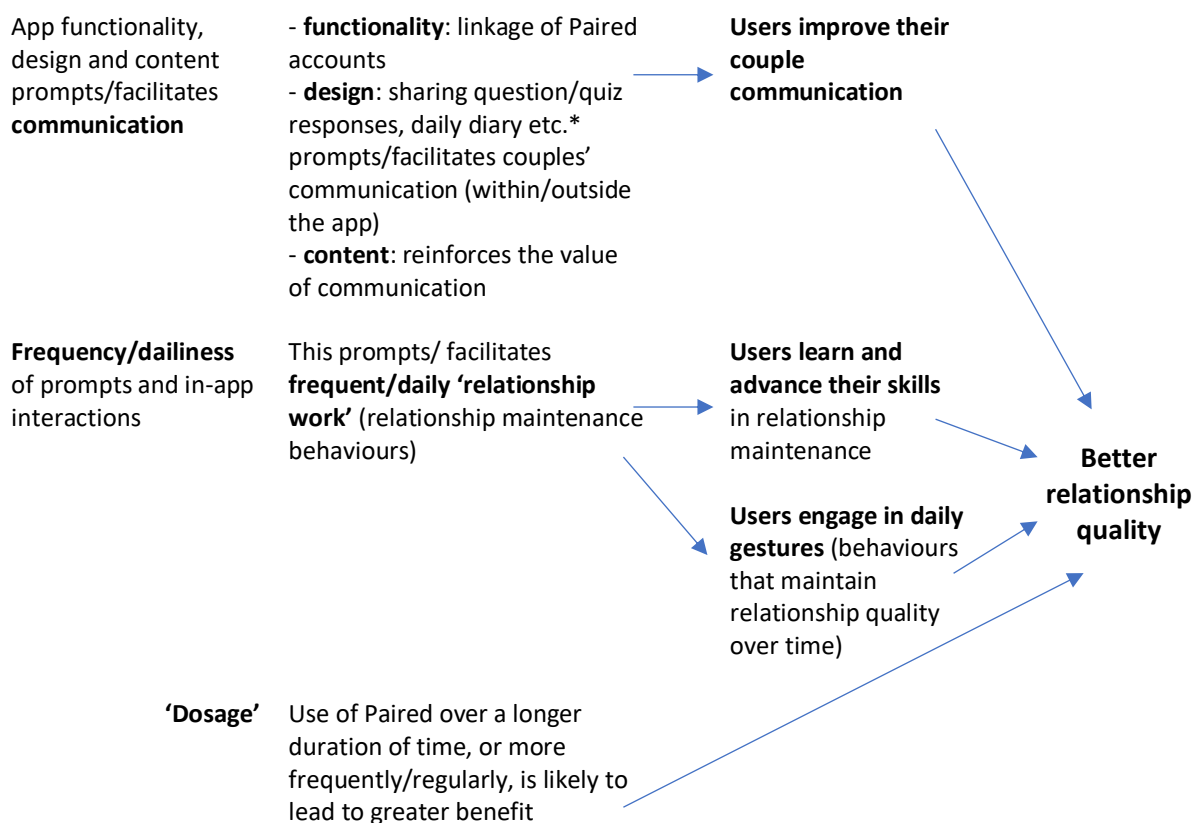 App functionality,
design and content
prompts/facilitates
communication
- functionality: linkage of Paired
accounts
- design: sharing question/quiz
responses, daily diary etc.*
prompts/facilitates couples’
communication (within/outside
the app)
- content: reinforces the value
of communication
Users improve their
couple
communication
Frequency/dailiness
of prompts and in-app
interactions
This prompts/ facilitates
frequent/daily ‘relationship
work’ (relationship maintenance
behaviours)
Users learn and
advance their skills
in relationship
maintenance
Users engage in daily
gestures (behaviours
that maintain
relationship quality
over time)
Better
relationship
quality
‘Dosage’
Use of Paired over a longer
duration of time, or more
frequently/regularly, is likely to
lead to greater benefit